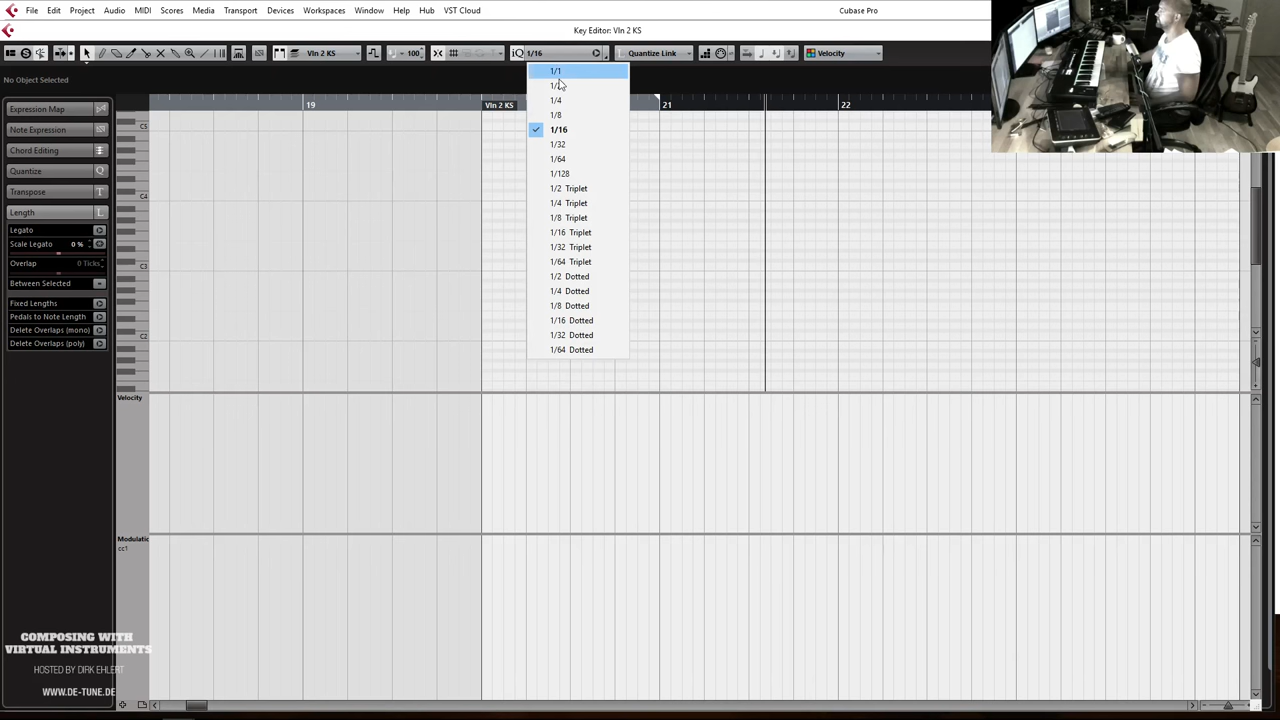 File Edit Project Audio MIDI Scores Media Transport Devices Workspaces Window Help Hub VST Cloud Cubase Pro
Key Editor: Vln 2 KS
Vln 2 KS 100 iQ 1/16 Quantize Link Velocity
No Object Selected
1/1
1/4
1/8
1/16
1/32
1/64
1/128
1/2 Triplet
1/4 Triplet
1/8 Triplet
1/16 Triplet
1/32 Triplet
1/64 Triplet
1/2 Dotted
1/4 Dotted
1/8 Dotted
1/16 Dotted
1/32 Dotted
1/64 Dotted
19 Vln 2 KS 21 22
C5
C4
C3
C2
Expression Map
Note Expression
Chord Editing
Quantize
Transpose T
Length L
Legato
Scale Legato 0 %
Overlap 0 Ticks
Between Selected
Fixed Lengths
Pedals to Note Length
Delete Overlaps (mono)
Delete Overlaps (poly)
Velocity
Modulatic
cc1
COMPOSING WITH
VIRTUAL INSTRUMENTS
HOSTED BY DIRK EHLERT
WWW.DE-TUNE.DE